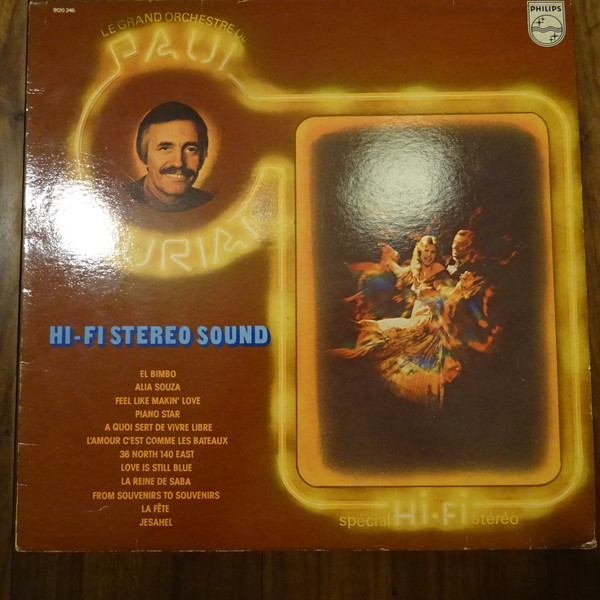 9120 246
LE GRAND ORCHESTRE DE
PAUL
PHILIPS
HI-FI STEREO SOUND
EL BIMBO
ALIA SOUZA
FEEL LIKE MAKIN' LOVE
PIANO STAR
A QUOI SERT DE VIVRE LIBRE
L'AMOUR C'EST COMME LES BATEAUX
36 NORTH 140 EAST
LOVE IS STILL BLUE
LA REINE DE SABA
FROM SOUVENIRS TO SOUVENIRS
LA FÊTE
JESAHEL
spécial Hi-Fi stéréo